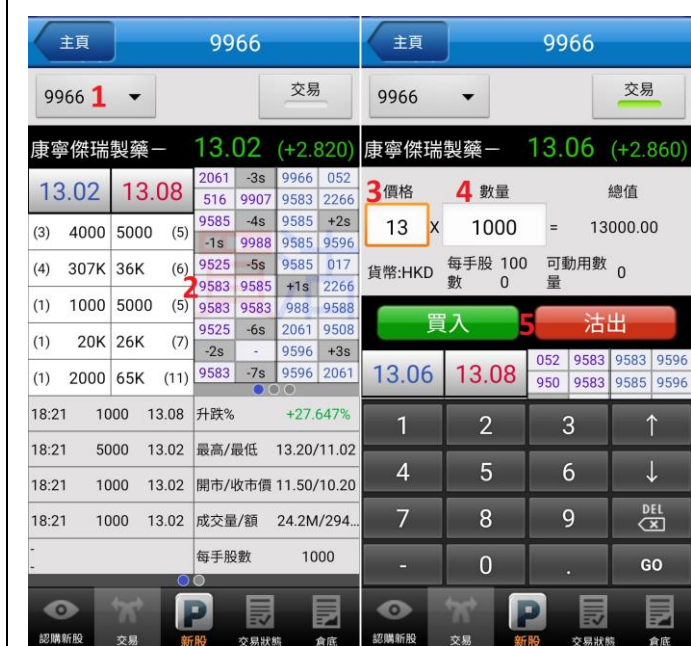 主頁
9966
9966 1
交易
康寧傑瑞製藥一 13.02 (+2.820)
13.02 13.08
(3) 4000 5000 (5)
(4) 307K 36K (6)
(1) 1000 5000 (5)
(1) 20K 26K (7)
(1) 2000 65K (11)
2
2061 -3s 9966 052
516 9907 9583 2266
9585 -4s 9585 +2s
-1s 9988 9585 9596
9525 -5s 9585 017
9583 9585 +1s 2266
9583 9583 988 9588
9525 -6s 2061 9508
-2s - 9596 +3s
9583 -7s 9596 2061
18:21 1000 13.08
18:21 5000 13.02
18:21 1000 13.02
18:21 1000 13.02
-
-
升跌% +27.647%
最高/最低 13.20/11.02
開市/收市價 11.50/10.20
成交量/額 24.2M/294...
每手股數 1000
認購新股 交易 新股 交易狀態 倉底
主頁
9966
9966
交易
康寧傑瑞製藥一 13.06 (+2.860)
3 價格 4 數量 總值
13 X 1000 = 13000.00
貨幣:HKD 每手股數 1000 可動用數量 0
買入 5 沽出
13.06 13.08
052 9583 9583 9596
950 9583 9585 9596
1 2 3 ↑
4 5 6 ↓
7 8 9 DEL
- 0 . GO
認購新股 交易 新股 交易狀態 倉底